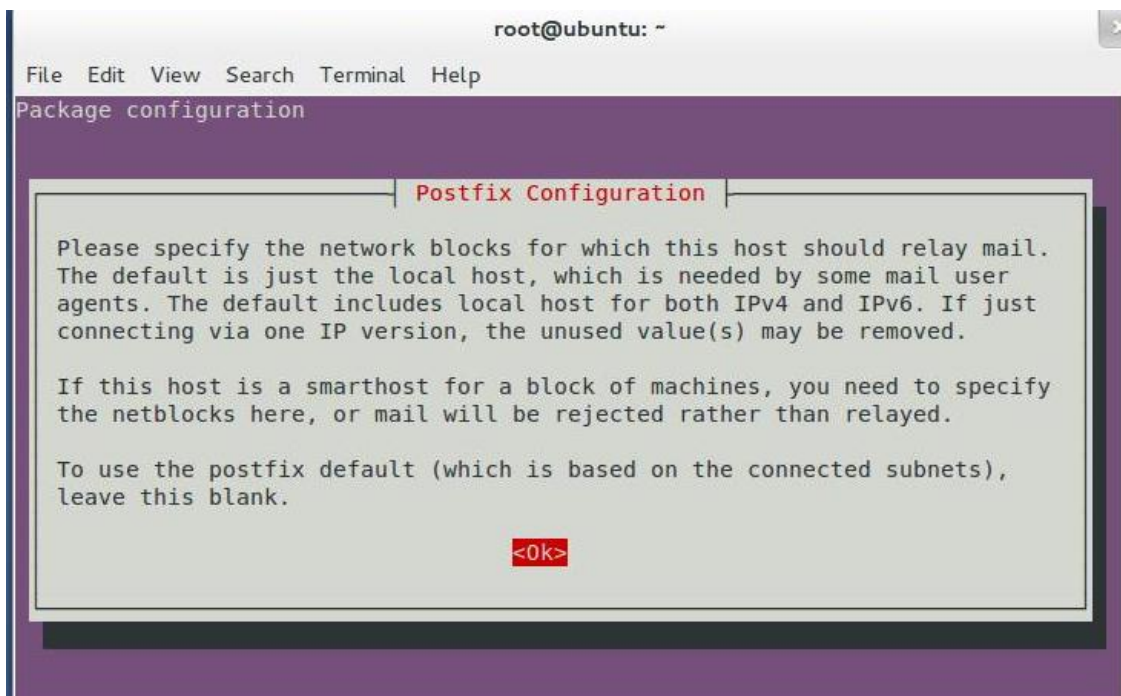 root@ubuntu: ~
File Edit View Search Terminal Help
Package configuration
Postfix Configuration
Please specify the network blocks for which this host should relay mail.
The default is just the local host, which is needed by some mail user
agents. The default includes local host for both IPv4 and IPv6. If just
connecting via one IP version, the unused value(s) may be removed.
If this host is a smarthost for a block of machines, you need to specify
the netblocks here, or mail will be rejected rather than relayed.
To use the postfix default (which is based on the connected subnets),
leave this blank.
<Ok>